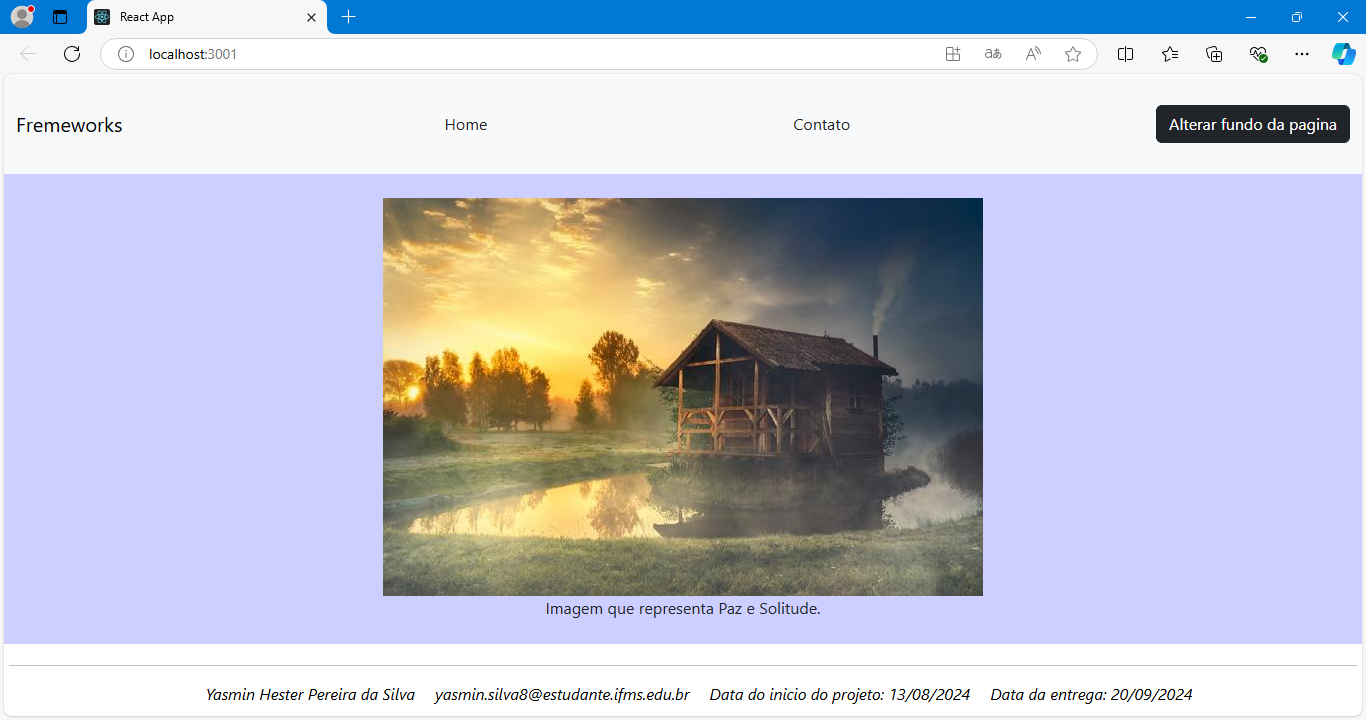 React App
localhost:3001
Fremeworks Home Contato Alterar fundo da pagina
Imagem que representa Paz e Solitude.
Yasmin Hester Pereira da Silva yasmin.silva8@estudante.ifms.edu.br Data do inicio do projeto: 13/08/2024 Data da entrega: 20/09/2024